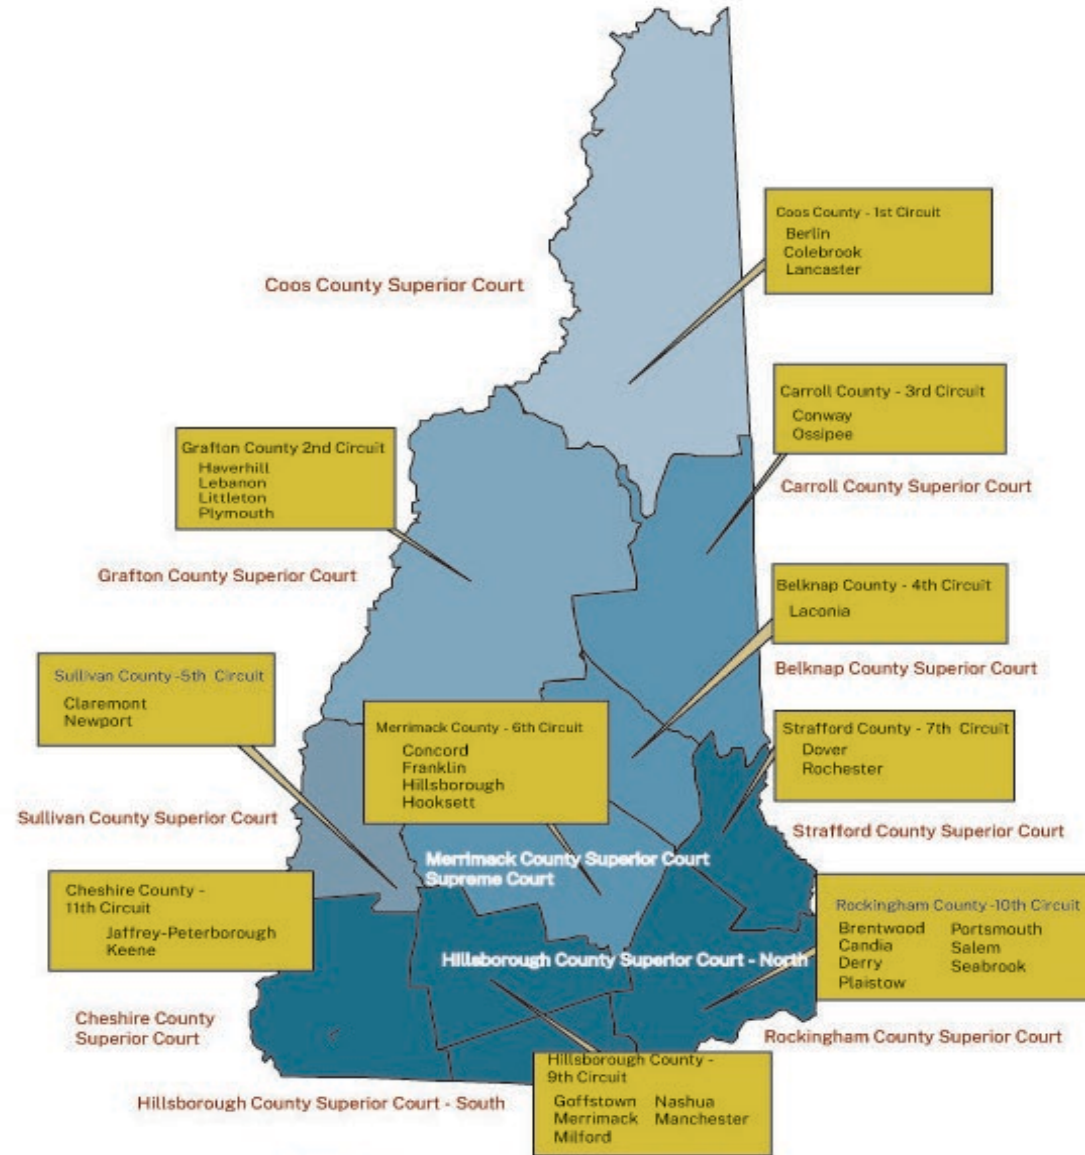 Coos County - 1st Circuit
Berlin
Colebrook
Lancaster
Coos County Superior Court
Carroll County - 3rd Circuit
Conway
Ossipee
Carroll County Superior Court
Grafton County 2nd Circuit
Haverhill
Lebanon
Littleton
Plymouth
Grafton County Superior Court
Belknap County - 4th Circuit
Laconia
Belknap County Superior Court
Sullivan County -5th Circuit
Claremont
Newport
Sullivan County Superior Court
Merrimack County - 6th Circuit
Concord
Franklin
Hillsborough
Hooksett
Merrimack County Superior Court
Supreme Court
Strafford County - 7th Circuit
Dover
Rochester
Strafford County Superior Court
Cheshire County -
11th Circuit
Jaffrey-Peterborough
Keene
Cheshire County
Superior Court
Hillsborough County Superior Court - North
Rockingham County -10th Circuit
Brentwood Portsmouth
Candia Salem
Derry Seabrook
Plaistow
Rockingham County Superior Court
Hillsborough County -
9th Circuit
Goffstown Nashua
Merrimack Manchester
Milford
Hillsborough County Superior Court - South